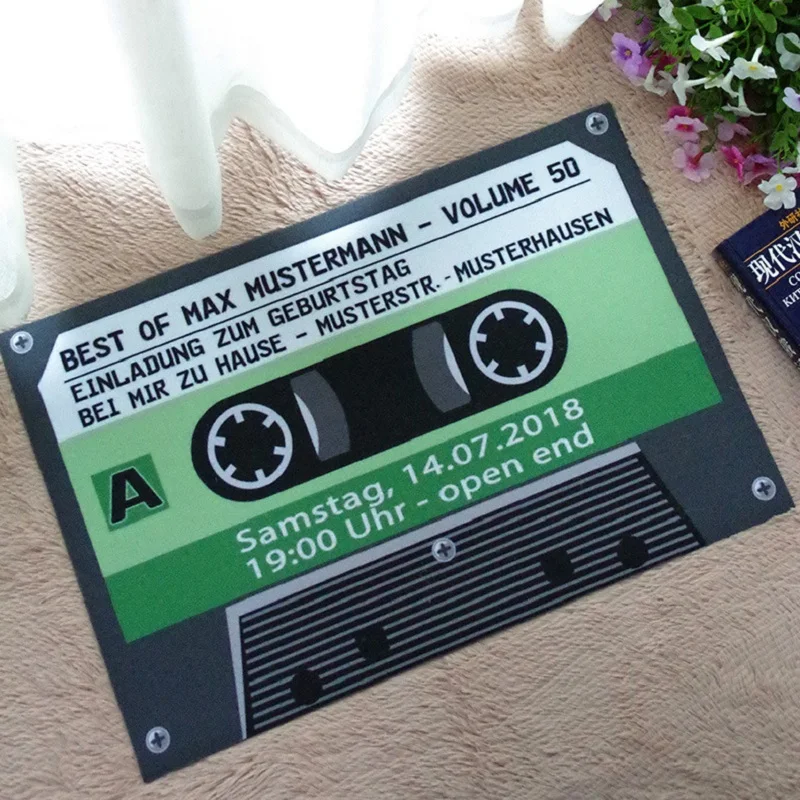 BEST OF MAX MUSTERMANN - VOLUME 50
EINLADUNG ZUM GEBURTSTAG
BEI MIR ZU HAUSE - MUSTERSTR. - MUSTERHAUSEN
A
Samstag, 14.07.2018
19:00 Uhr - open end
现代汉